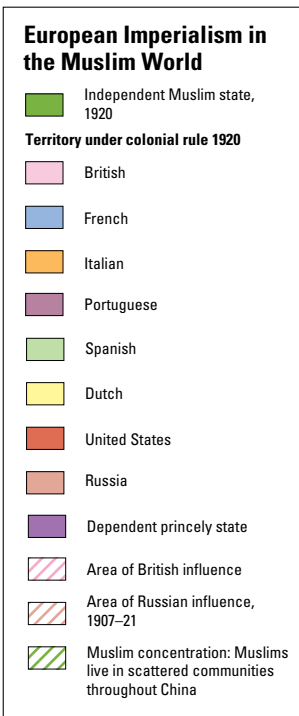 European Imperialism in
the Muslim World
Independent Muslim state,
1920
Territory under colonial rule 1920
British
French
Italian
Portuguese
Spanish
Dutch
United States
Russia
Dependent princely state
Area of British influence
Area of Russian influence,
1907–21
Muslim concentration: Muslims
live in scattered communities
throughout China